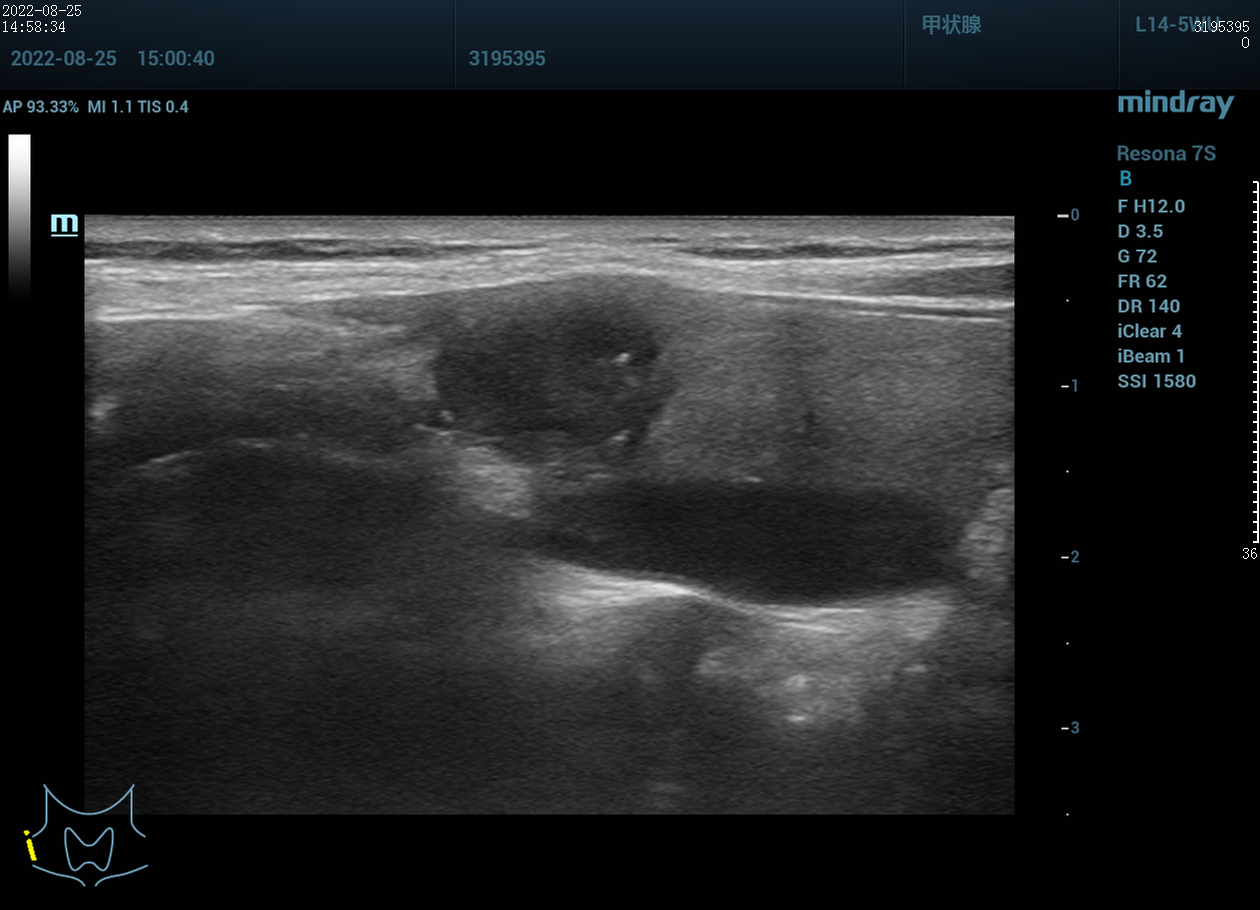 2022-08-25
14:58:34
甲状腺
3195395
0
2022-08-25 15:00:40
3195395
AP 93.33% MI 1.1 TIS 0.4
mindray
Resona 7S
B
F H12.0
D 3.5
G 72
FR 62
DR 140
iClear 4
iBeam 1
SSI 1580
m
0
1
2
3
36